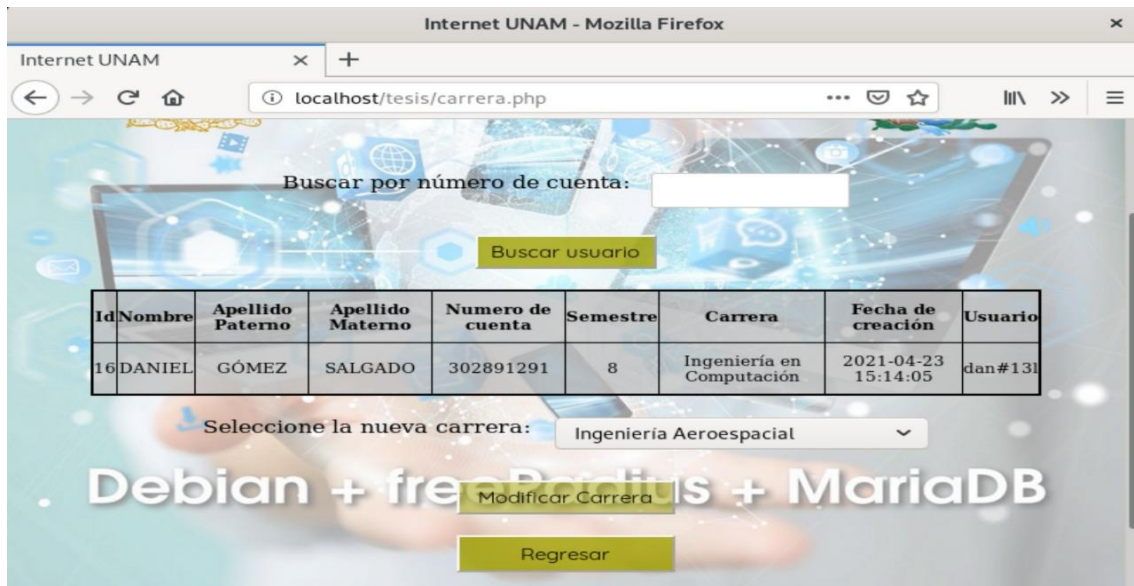 Internet UNAM - Mozilla Firefox
Internet UNAM
localhost/tesis/carrera.php
Buscar por número de cuenta:
Buscar usuario
Id Nombre Apellido Paterno Apellido Materno Numero de cuenta Semestre Carrera Fecha de creación Usuario
16 DANIEL GÓMEZ SALGADO 302891291 8 Ingeniería en Computación 2021-04-23 15:14:05 dan#13l
Seleccione la nueva carrera: Ingeniería Aeroespacial
Debian + freeRadius + MariaDB
Modificar Carrera
Regresar